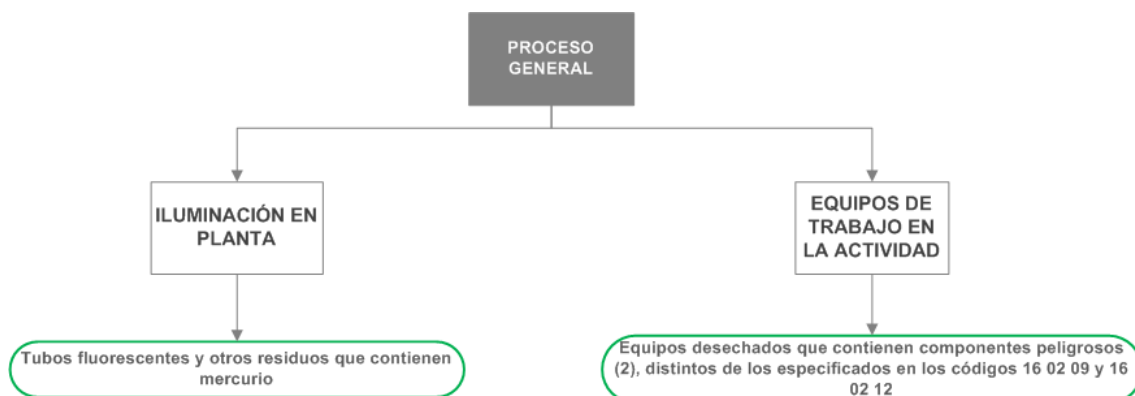 PROCESO
GENERAL
ILUMINACIÓN EN
PLANTA
EQUIPOS DE
TRABAJO EN
LA ACTIVIDAD
Tubos fluorescentes y otros residuos que contienen
mercurio
Equipos desechados que contienen componentes peligrosos
(2), distintos de los especificados en los códigos 16 02 09 y 16
02 12